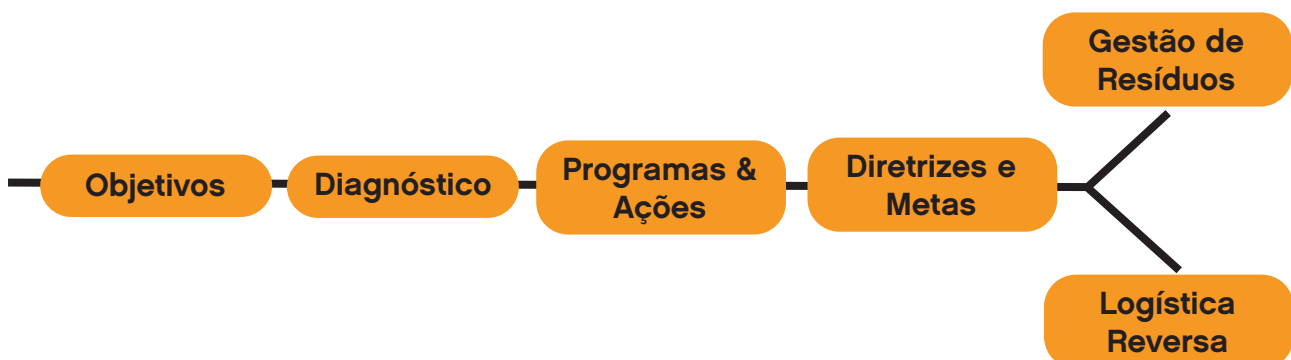 Objetivos
Diagnóstico
Programas &
Ações
Diretrizes e
Metas
Gestão de
Resíduos
Logística
Reversa